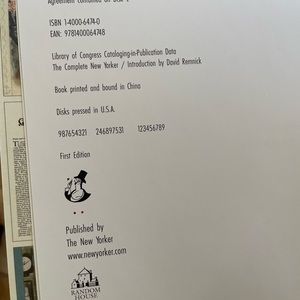 Agreement contained on Disk 1
ISBN 1-4000-6474-0
EAN: 9781400064748
Library of Congress Cataloging-in-Publication Data
The Complete New Yorker / Introduction by David Remnick
Book printed and bound in China
Disks pressed in U.S.A.
987654321 246897531 123456789
First Edition
Published by
The New Yorker
www.newyorker.com
RANDOM HOUSE